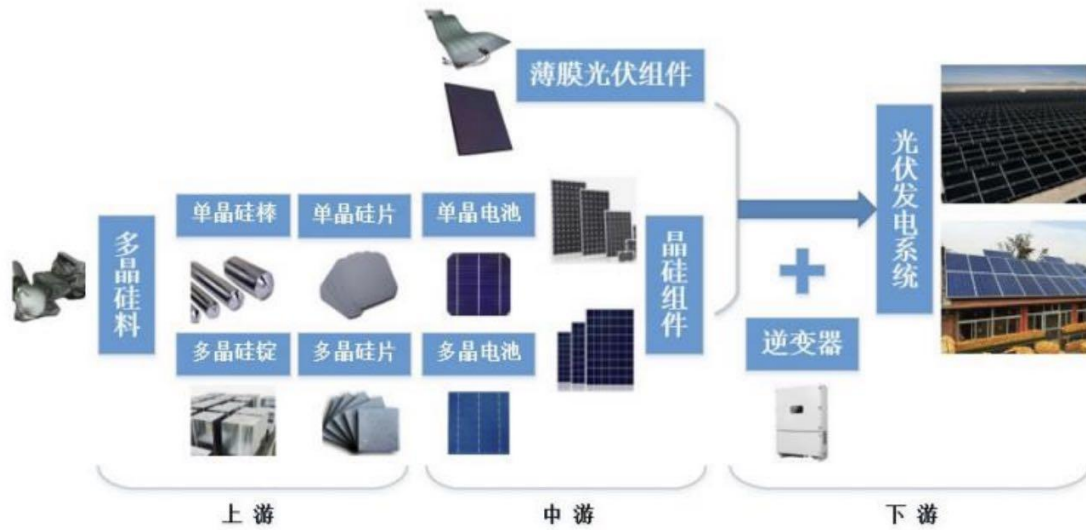 薄膜光伏组件
多晶硅料
单晶硅棒
单晶硅片
单晶电池
多晶硅锭
多晶硅片
多晶电池
晶硅组件
逆变器
光伏发电系统
上 游
中 游
下 游